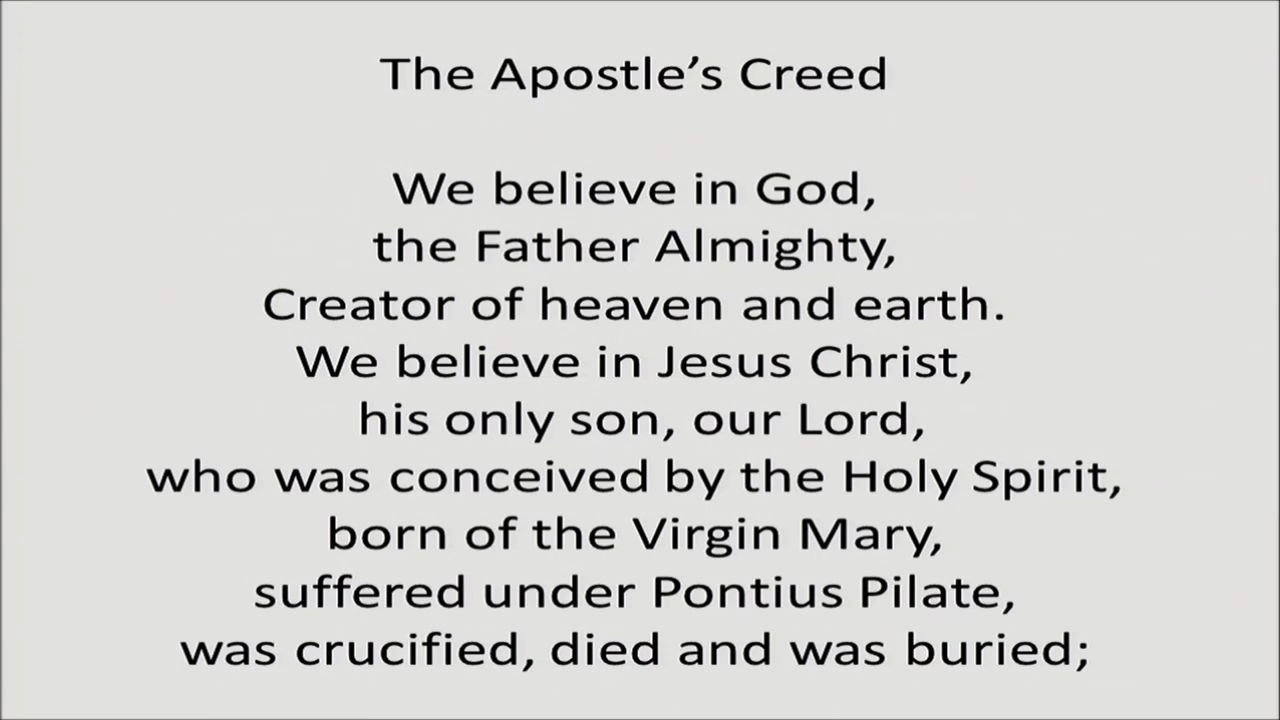 The Apostle’s Creed
We believe in God,
the Father Almighty,
Creator of heaven and earth.
We believe in Jesus Christ,
his only son, our Lord,
who was conceived by the Holy Spirit,
born of the Virgin Mary,
suffered under Pontius Pilate,
was crucified, died and was buried;